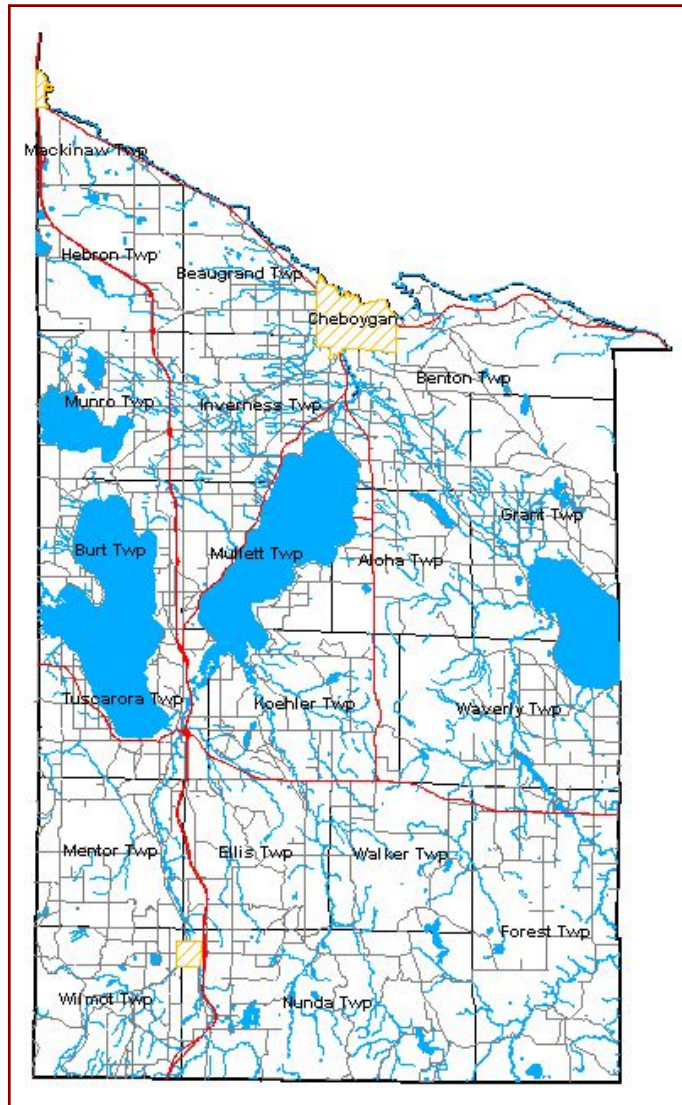 Mackinaw Twp
Hebron Twp
Beaugrand Twp
Cheboygan
Benton Twp
Munro Twp
Inverness Twp
Grant Twp
Burt Twp
Mullett Twp
Aloha Twp
Tuscarora Twp
Koehler Twp
Waverly Twp
Mentor Twp
Ellis Twp
Walker Twp
Forest Twp
Wilmot Twp
Nunda Twp